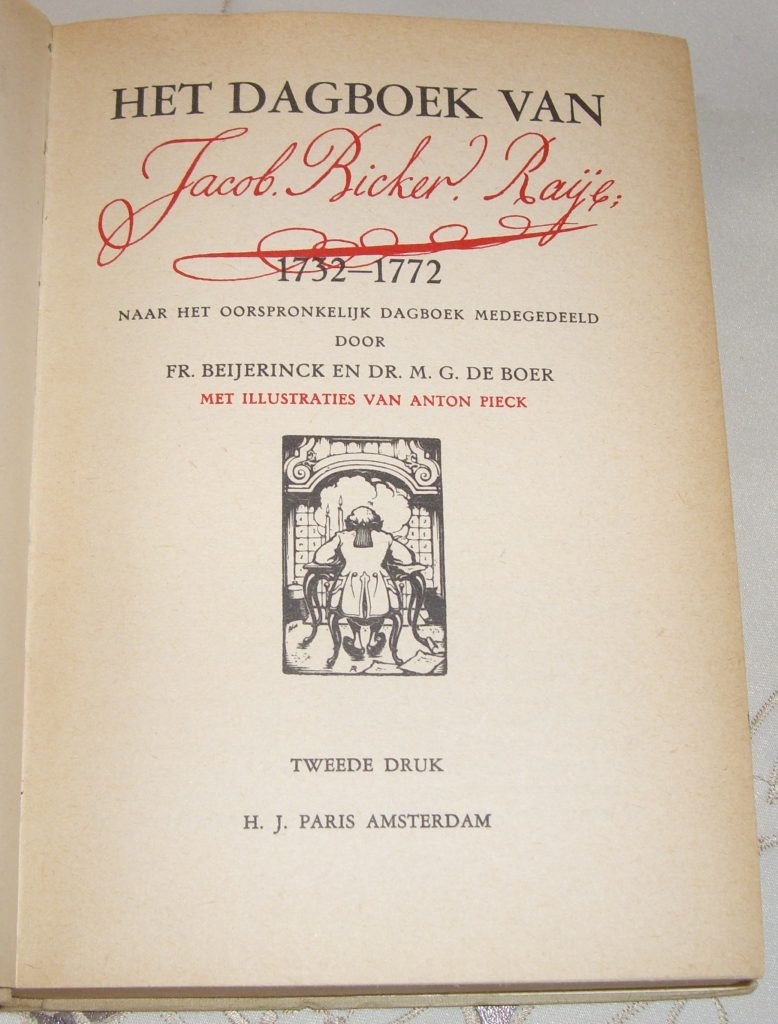 HET DAGBOEK VAN
Jacob. Bicker. Raije;
1732–1772
NAAR HET OORSPRONKELIJK DAGBOEK MEDEGEDEELD
DOOR
FR. BEIJERINCK EN DR. M. G. DE BOER
MET ILLUSTRATIES VAN ANTON PIECK
TWEEDE DRUK
H. J. PARIS AMSTERDAM